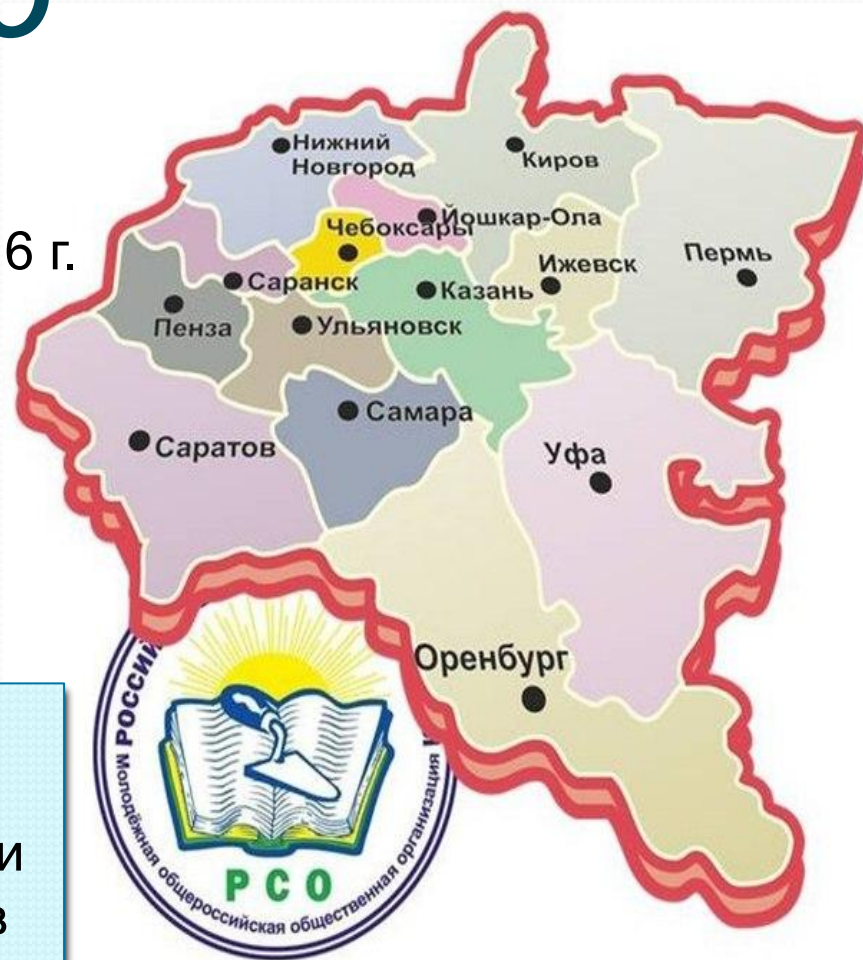 Нижний
Новгород
Киров
Йошкар-Ола
Чебоксары
6 г.
Пермь
Ижевск
Саранск
Казань
Пенза
Ульяновск
Самара
Саратов
Уфа
Оренбург
РОССИЙ
Молодёжная общероссийская общественная организация
РСО
и
в